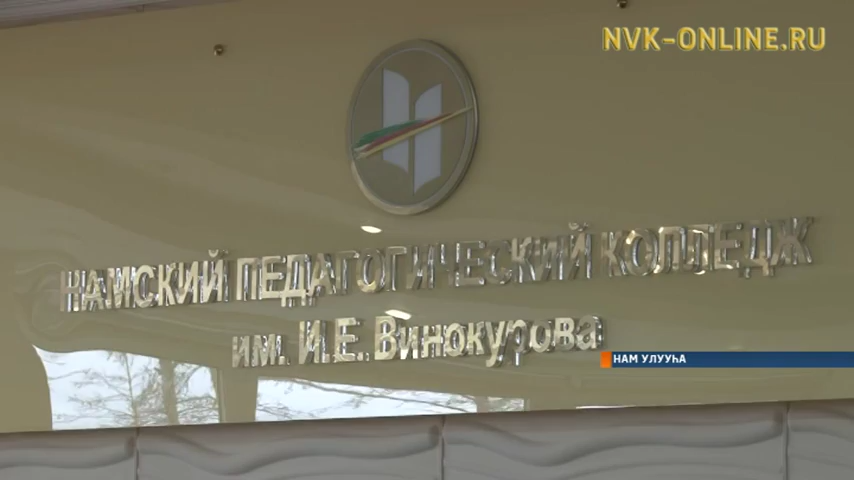 NVK-ONLINE.RU
НАМСКИЙ ПЕДАГОГИЧЕСКИЙ КОЛЛЕДЖ
им. И.Е. Винокурова
НАМ УЛУУҺА